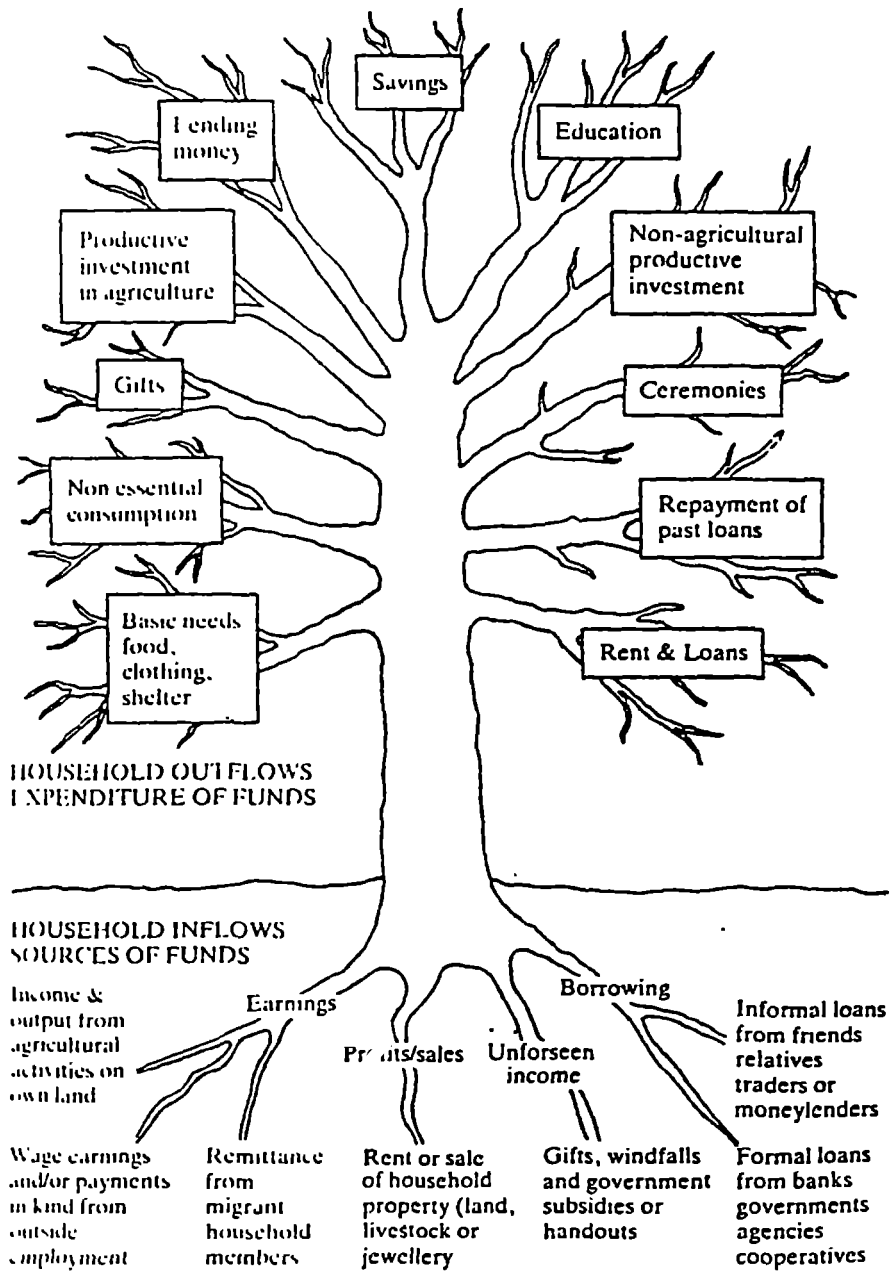 Savings
Lending
money
Education
Productive
investment
in agriculture
Non-agricultural
productive
investment
Gifts
Ceremonies
Non essential
consumption
Repayment of
past loans
Basic needs
food,
clothing,
shelter
Rent & Loans
HOUSEHOLD OUTFLOWS
EXPENDITURE OF FUNDS
HOUSEHOLD INFLOWS
SOURCES OF FUNDS
Earnings
Borrowing
Profits/sales
Unforseen
income
Income &
output from
agricultural
activities on
own land
Informal loans
from friends
relatives
traders or
moneylenders
Wage earnings
and/or payments
in kind from
outside
employment
Remittance
from
migrant
household
members
Rent or sale
of household
property (land,
livestock or
jewellery
Gifts, windfalls
and government
subsidies or
handouts
Formal loans
from banks
governments
agencies
cooperatives